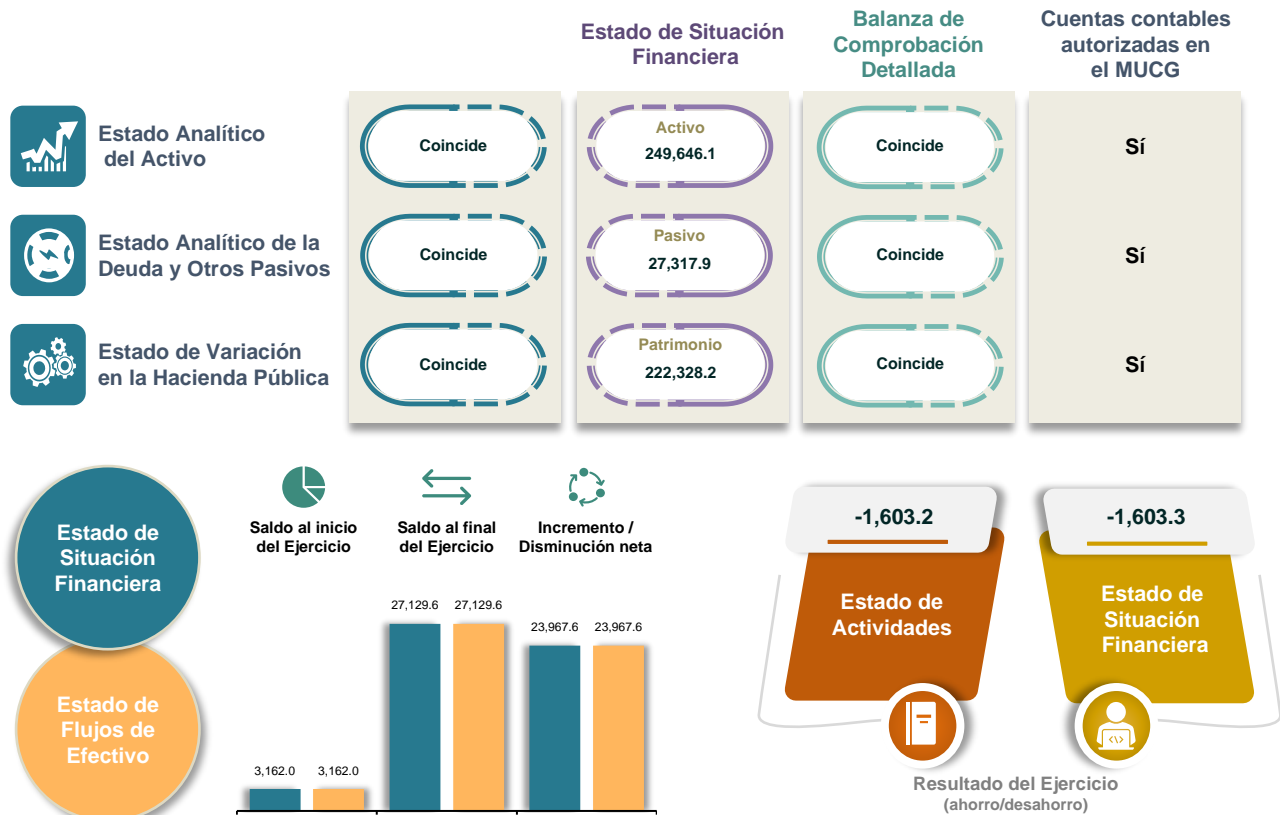 Estado de Situación
Financiera
Balanza de
Comprobación
Detallada
Cuentas contables
autorizadas en
el MUCG
Estado Analítico
del Activo
Coincide
Activo
249,646.1
Coincide
Sí
Estado Analítico de la
Deuda y Otros Pasivos
Coincide
Pasivo
27,317.9
Coincide
Sí
Estado de Variación
en la Hacienda Pública
Coincide
Patrimonio
222,328.2
Coincide
Sí
Estado de
Situación
Financiera
Estado de
Flujos de
Efectivo
Saldo al inicio
del Ejercicio
Saldo al final
del Ejercicio
Incremento /
Disminución neta
3,162.0
3,162.0
27,129.6
27,129.6
23,967.6
23,967.6
-1,603.2
Estado de
Actividades
-1,603.3
Estado de
Situación
Financiera
Resultado del Ejercicio
(ahorro/desahorro)